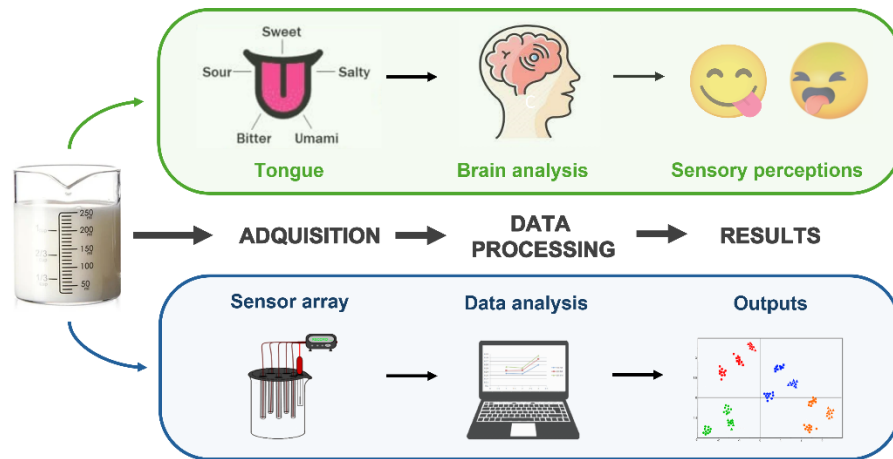 Sweet
Sour
Salty
Bitter
Umami
Tongue
Brain analysis
Sensory perceptions
250
200
150
100
50
ADQUISITION
DATA
PROCESSING
RESULTS
Sensor array
Data analysis
Outputs